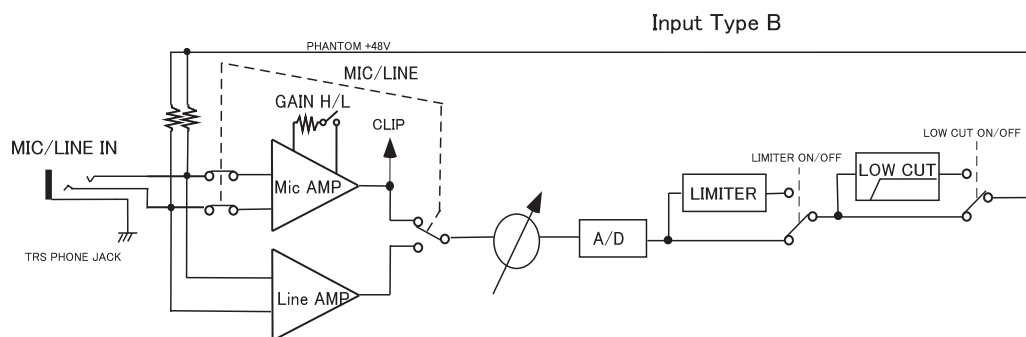 Input Type B
PHANTOM +48V
MIC/LINE
GAIN H/L
CLIP
MIC/LINE IN
Mic AMP
TRS PHONE JACK
Line AMP
A/D
LIMITER ON/OFF
LIMITER
LOW CUT ON/OFF
LOW CUT